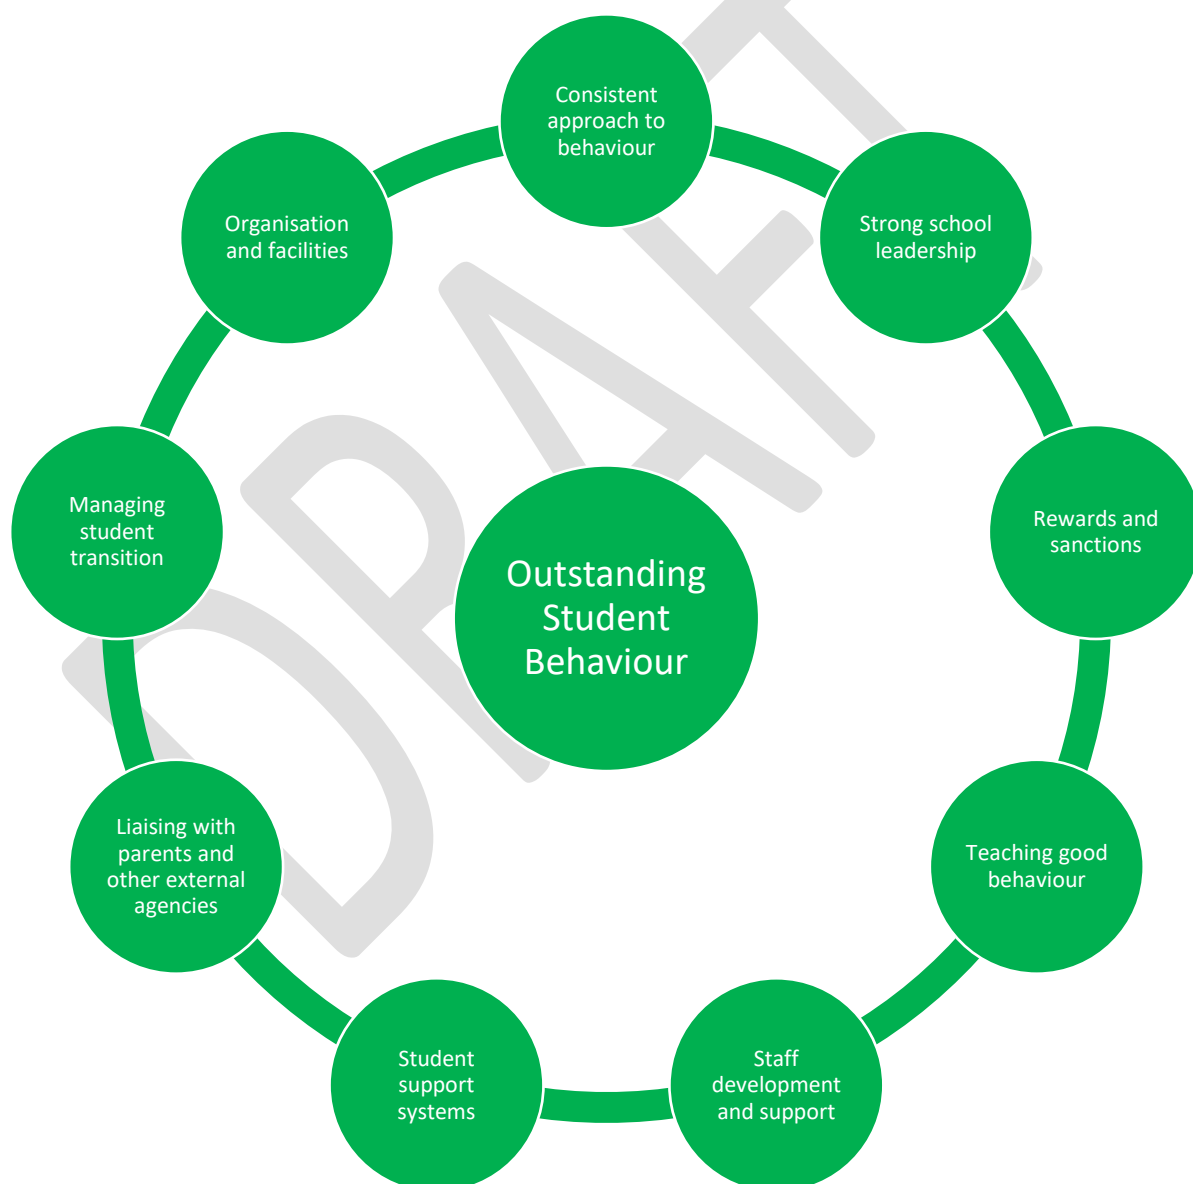 Consistent
approach to
behaviour
Strong school
leadership
Rewards and
sanctions
Teaching good
behaviour
Staff
development
and support
Student
support
systems
Liaising with
parents and
other external
agencies
Managing
student
transition
Organisation
and facilities
Outstanding
Student
Behaviour
DRAFT